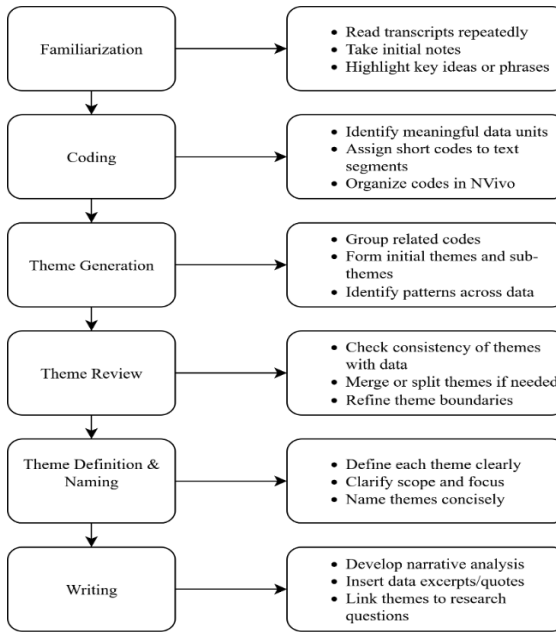 Familiarization
• Read transcripts repeatedly
• Take initial notes
• Highlight key ideas or phrases
Coding
• Identify meaningful data units
• Assign short codes to text
segments
• Organize codes in NVivo
Theme Generation
• Group related codes
• Form initial themes and sub-
themes
• Identify patterns across data
Theme Review
• Check consistency of themes
with data
• Merge or split themes if needed
• Refine theme boundaries
Theme Definition &
Naming
• Define each theme clearly
• Clarify scope and focus
• Name themes concisely
Writing
• Develop narrative analysis
• Insert data excerpts/quotes
• Link themes to research
questions